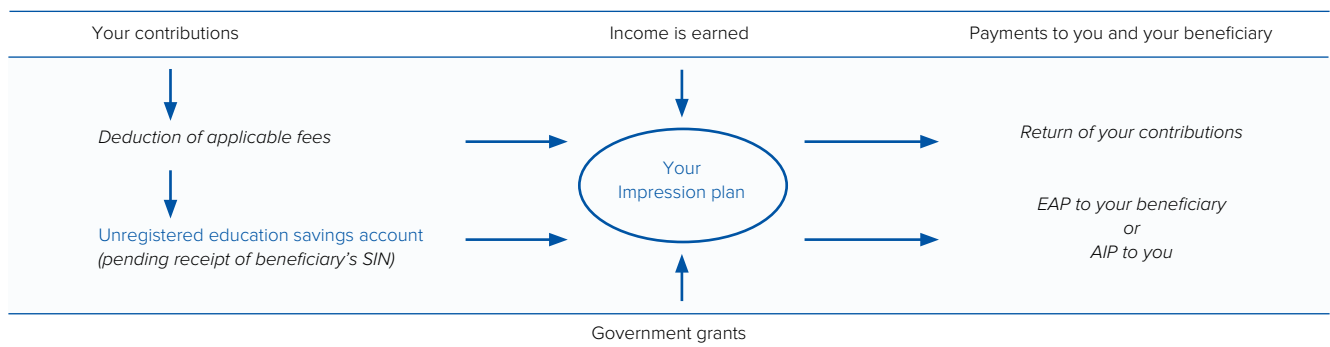 Your contributions
Income is earned
Payments to you and your beneficiary
Deduction of applicable fees
Unregistered education savings account
(pending receipt of beneficiary’s SIN)
Your
Impression plan
Return of your contributions
EAP to your beneficiary
or
AIP to you
Government grants